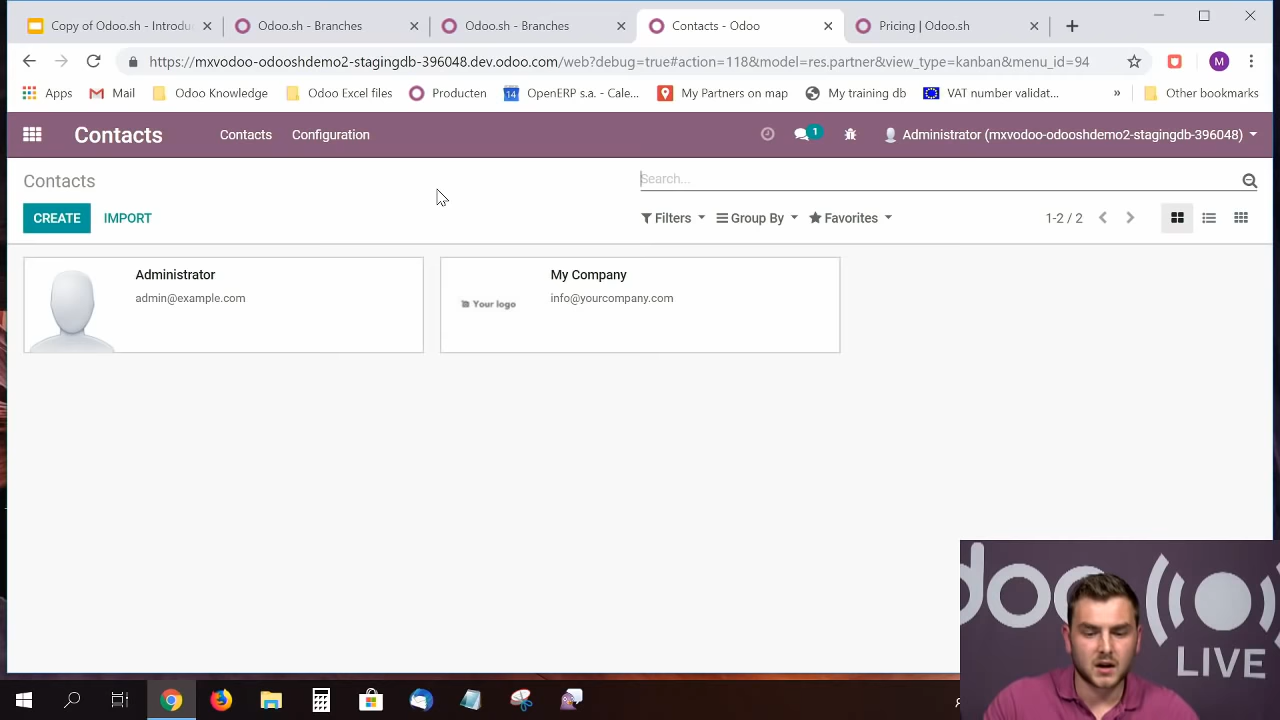 Copy of Odoo.sh - Introdu
Odoo.sh - Branches
Odoo.sh - Branches
Contacts - Odoo
Pricing | Odoo.sh
https://mxvodoo-odooshdemo2-stagingdb-396048.dev.odoo.com/web?debug=true#action=118&model=res.partner&view_type=kanban&menu_id=94
M
Apps
Mail
Odoo Knowledge
Odoo Excel files
Producten
14
OpenERP s.a. - Cale...
My Partners on map
My training db
VAT number validat...
»
Other bookmarks
Contacts
Contacts
Configuration
1
Administrator (mxvodoo-odooshdemo2-stagingdb-396048)
Contacts
Search...
CREATE
IMPORT
Filters
Group By
Favorites
1-2 / 2
Administrator
admin@example.com
My Company
info@yourcompany.com
Your logo
doo
LIVE